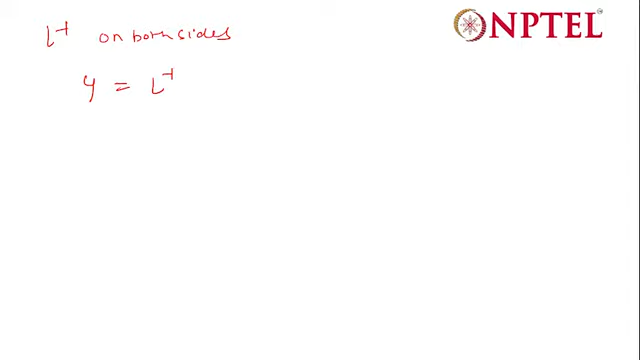 L⁻¹ on both sides
y = L⁻¹
NPTEL